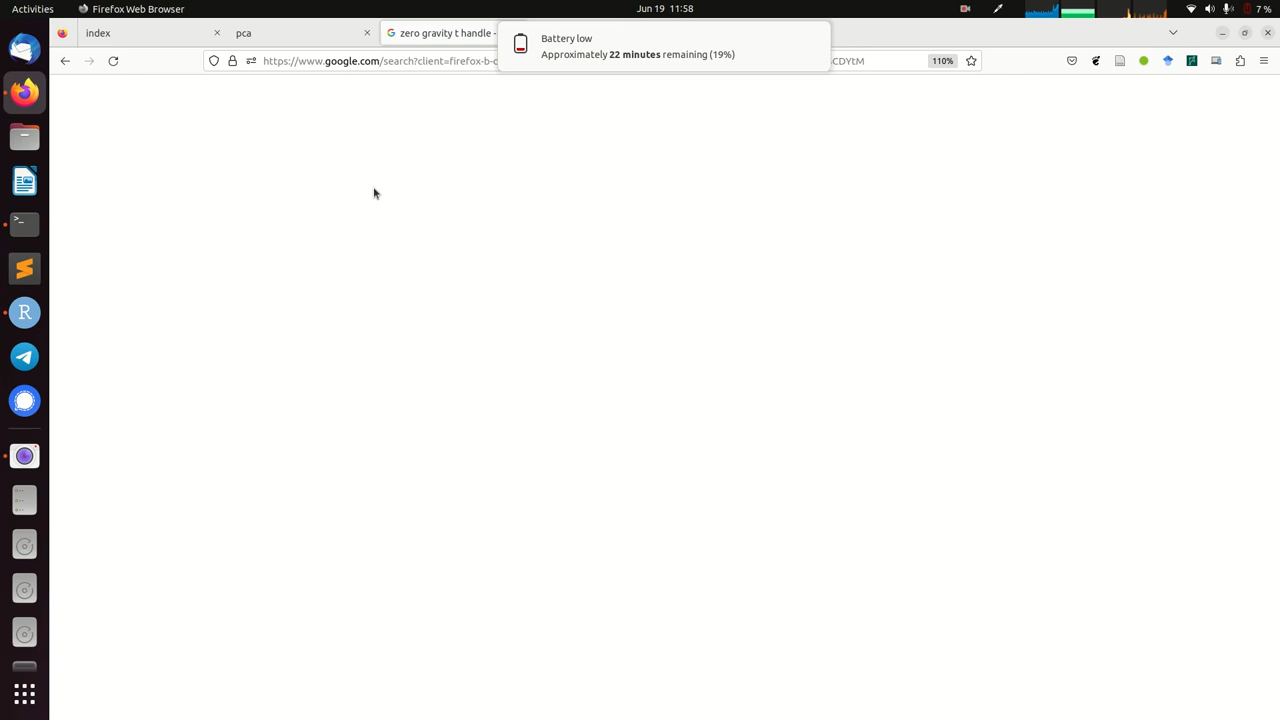 Activities Firefox Web Browser Jun 19 11:58 7 %
index pca zero gravity t handle -
Battery low
Approximately 22 minutes remaining (19%)
https://www.google.com/search?client=firefox-b- CDYtM 110%